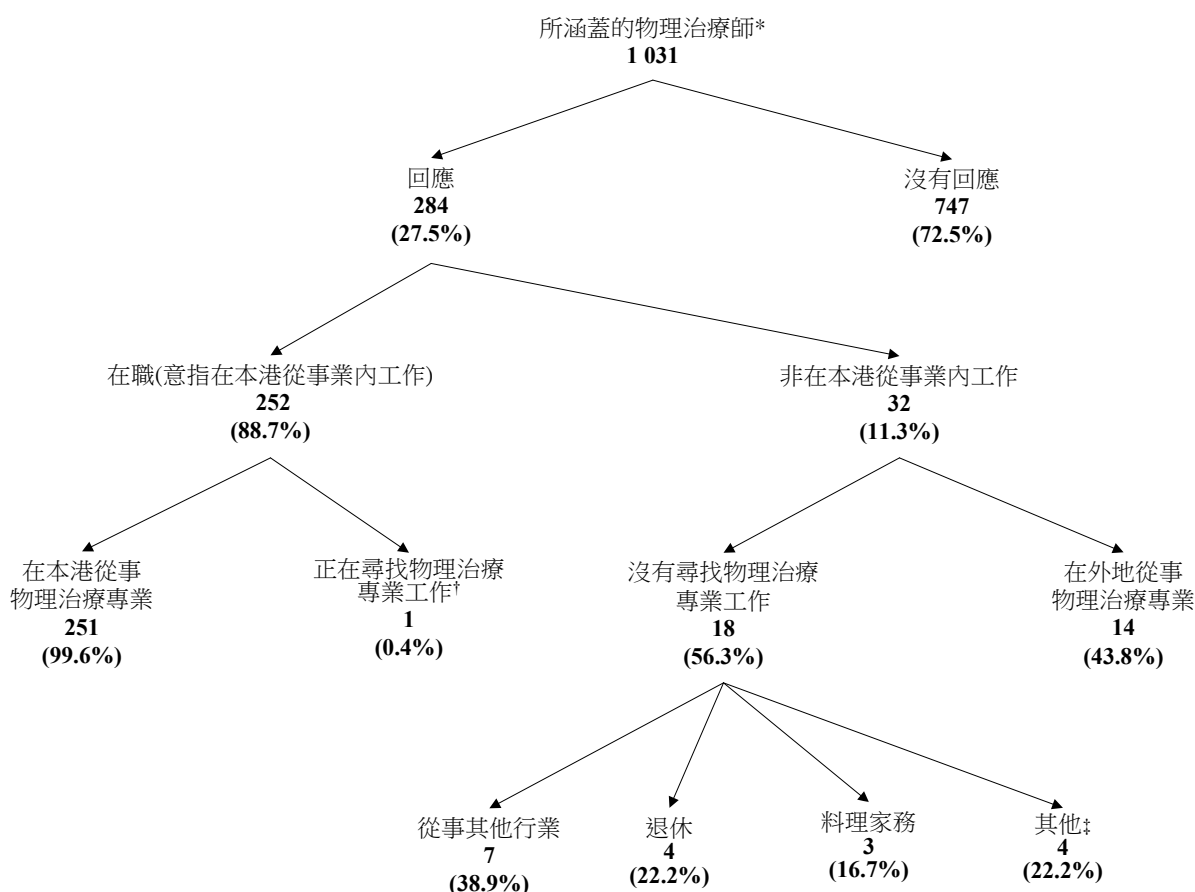 所涵蓋的物理治療師*
1 031
回應
284
(27.5%)
沒有回應
747
(72.5%)
在職(意指在本港從事業內工作)
252
(88.7%)
非在本港從事業內工作
32
(11.3%)
在本港從事
物理治療專業
251
(99.6%)
正在尋找物理治療
專業工作†
1
(0.4%)
沒有尋找物理治療
專業工作
18
(56.3%)
在外地從事
物理治療專業
14
(43.8%)
從事其他行業
7
(38.9%)
退休
4
(22.2%)
料理家務
3
(16.7%)
其他‡
4
(22.2%)